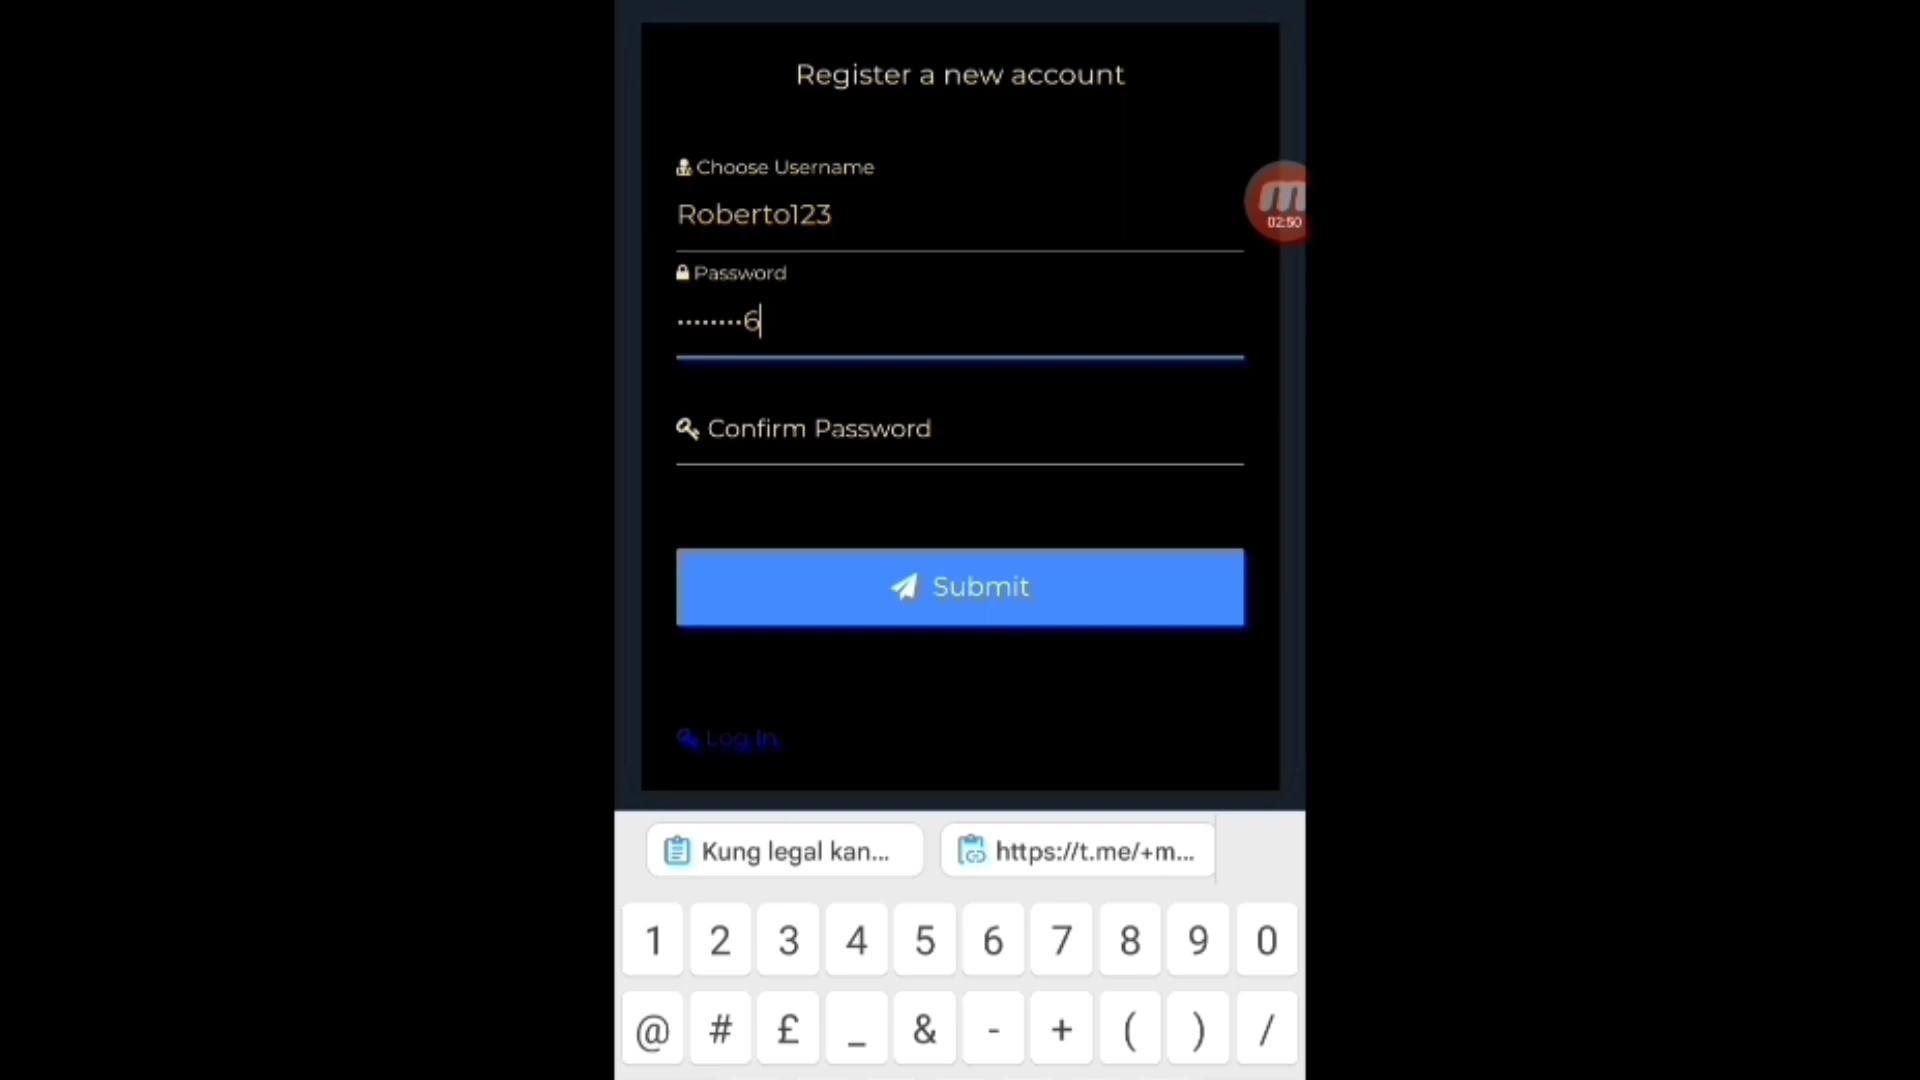 Register a new account
Choose Username
Roberto123
m
02:50
Password
········6
Confirm Password
Submit
Log In
Kung legal kan... https://t.me/+m...
1 2 3 4 5 6 7 8 9 0
@ # £ _ & - + ( ) /